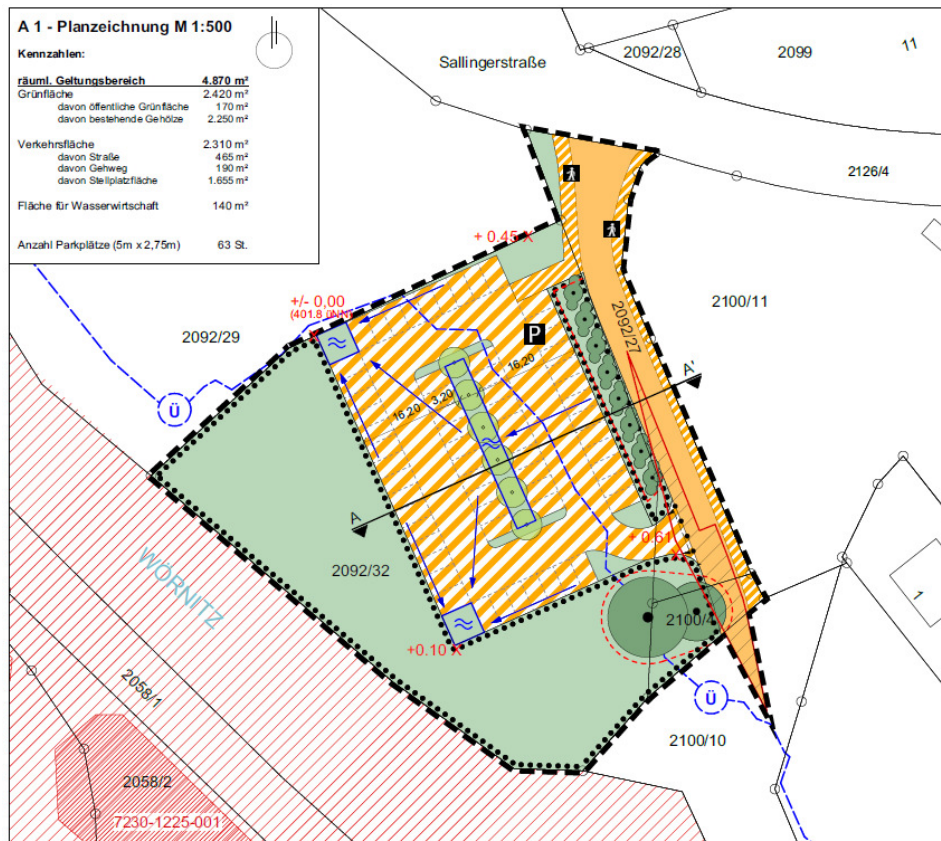 A 1 - Planzeichnung M 1:500
Kennzahlen:
räuml. Geltungsbereich 4.870 m²
Grünfläche 2.420 m²
davon öffentliche Grünfläche 170 m²
davon bestehende Gehölze 2.250 m²
Verkehrsfläche 2.310 m²
davon Straße 465 m²
davon Gehweg 190 m²
davon Stellplatzfläche 1.655 m²
Fläche für Wasserwirtschaft 140 m²
Anzahl Parkplätze (5m x 2,75m) 63 St.
Sallingerstraße
2092/28
2099
11
2126/4
+ 0.45 X
2100/11
+/- 0,00
(401.8 üNN)
2092/29
P
2092/27
16.20
3.20
16.20
A'
Ü
A
+ 0.61
2092/32
WÖRNITZ
2100/4
1
+0.10 X
2058/1
Ü
2100/10
2058/2
7230-1225-001